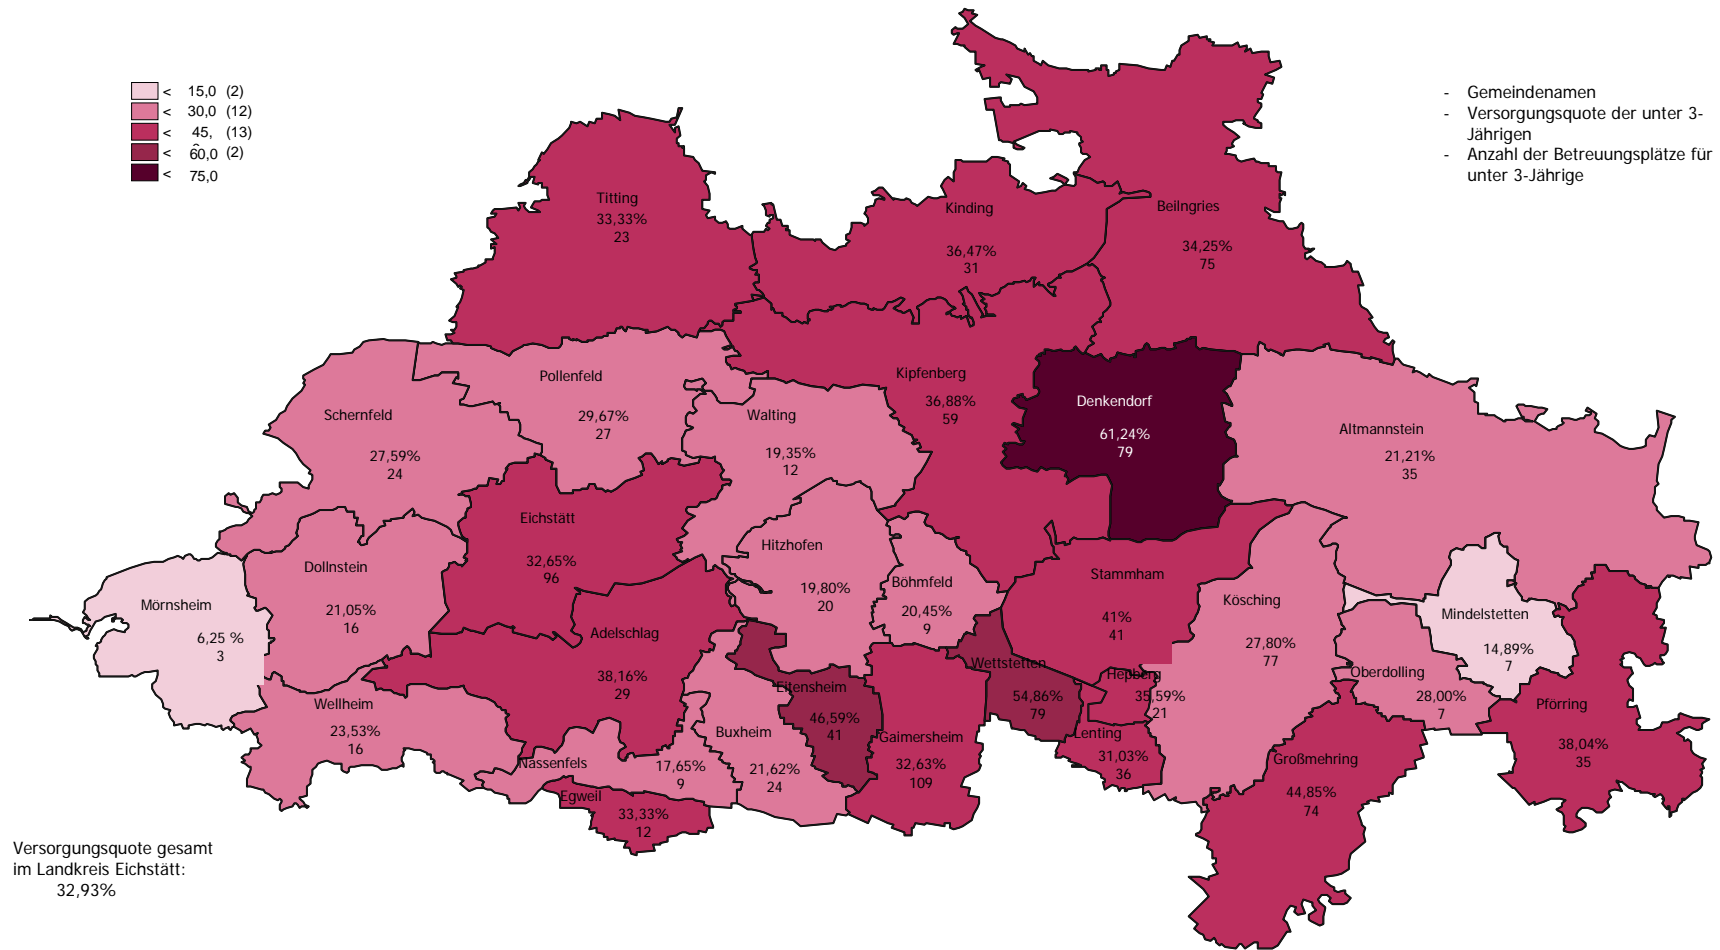 < 15,0 (2)
< 30,0 (12)
< 45, (13)
< 60,0 (2)
< 75,0
- Gemeindenamen
- Versorgungsquote der unter 3-
Jährigen
- Anzahl der Betreuungsplätze für
unter 3-Jährige
Titting
33,33%
23
Kinding
36,47%
31
Beilngries
34,25%
75
Pollenfeld
29,67%
27
Schernfeld
27,59%
24
Walting
19,35%
12
Kipfenberg
36,88%
59
Denkendorf
61,24%
79
Altmannstein
21,21%
35
Eichstätt
32,65%
96
Dollnstein
21,05%
16
Hitzhofen
19,80%
20
Böhmfeld
20,45%
9
Stammham
41%
41
Kösching
27,80%
77
Mindelstetten
14,89%
7
Mörnsheim
6,25 %
3
Adelschlag
38,16%
29
Wettstetten
54,86%
79
Hepberg
35,59%
21
Oberdolling
28,00%
7
Pförring
38,04%
35
Wellheim
23,53%
16
Eitensheim
46,59%
41
Buxheim
21,62%
24
Gaimersheim
32,63%
109
Lenting
31,03%
36
Großmehring
44,85%
74
Nassenfels
17,65%
9
Egweil
33,33%
12
Versorgungsquote gesamt
im Landkreis Eichstätt:
32,93%